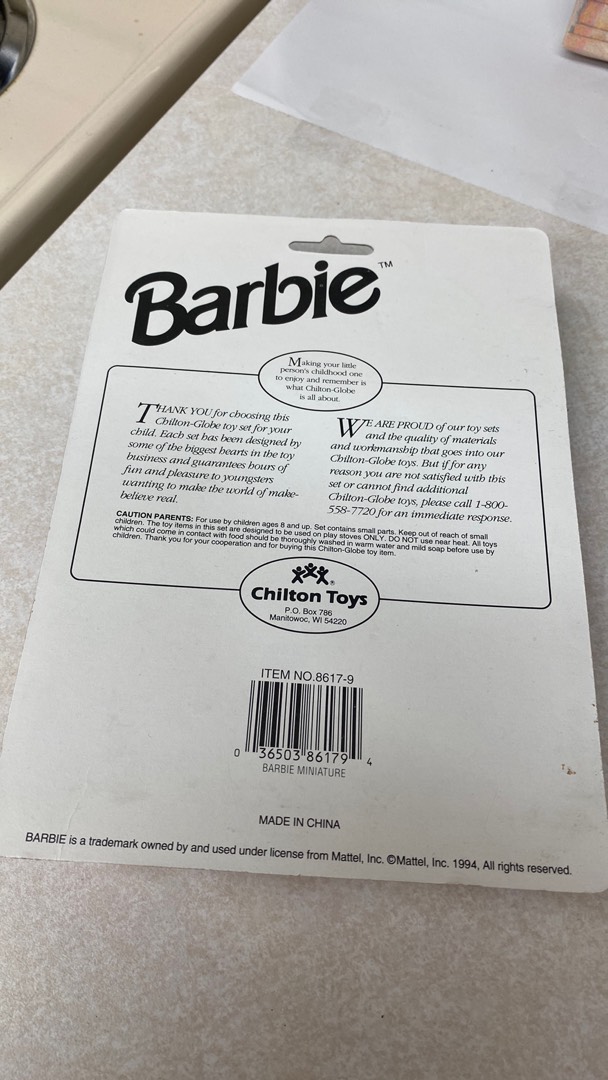 Barbie™
Making your little
person's childhood one
to enjoy and remember is
what Chilton-Globe
is all about.
THANK YOU for choosing this
Chilton-Globe toy set for your
child. Each set has been designed by
some of the biggest hearts in the toy
business and guarantees hours of
fun and pleasure to youngsters
wanting to make the world of make-
believe real.
WE ARE PROUD of our toy sets
and the quality of materials
and workmanship that goes into our
Chilton-Globe toys. But if for any
reason you are not satisfied with this
set or cannot find additional
Chilton-Globe toys, please call 1-800-
558-7720 for an immediate response.
CAUTION PARENTS: For use by children ages 8 and up. Set contains small parts. Keep out of reach of small
children. The toy items in this set are designed to be used on play stoves ONLY. DO NOT use near heat. All toys
which could come in contact with food should be thoroughly washed in warm water and mild soap before use by
children. Thank you for your cooperation and for buying this Chilton-Globe toy item.
®
Chilton Toys
P.O. Box 786
Manitowoc, WI 54220
ITEM NO.8617-9
0 36503 86179 4
BARBIE MINIATURE
MADE IN CHINA
BARBIE is a trademark owned by and used under license from Mattel, Inc. ©Mattel, Inc. 1994, All rights reserved.